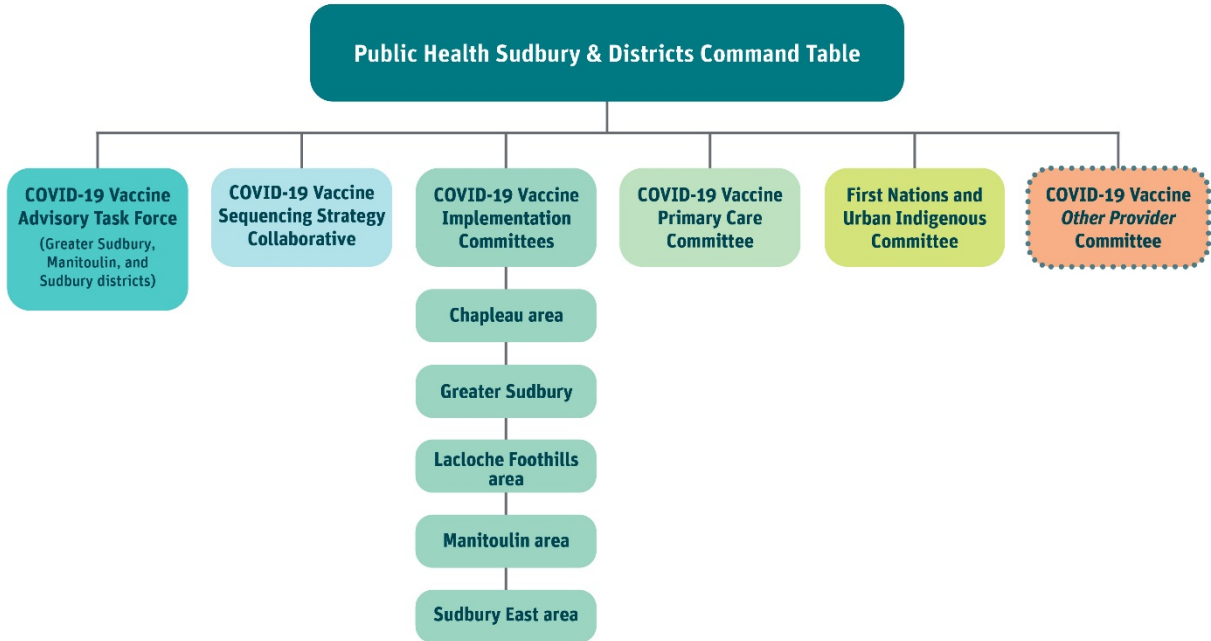 Public Health Sudbury & Districts Command Table
COVID-19 Vaccine
Advisory Task Force
(Greater Sudbury,
Manitoulin, and
Sudbury districts)
COVID-19 Vaccine
Sequencing Strategy
Collaborative
COVID-19 Vaccine
Implementation
Committees
COVID-19 Vaccine
Primary Care
Committee
First Nations and
Urban Indigenous
Committee
COVID-19 Vaccine
Other Provider
Committee
Chapleau area
Greater Sudbury
Lacloche Foothills
area
Manitoulin area
Sudbury East area